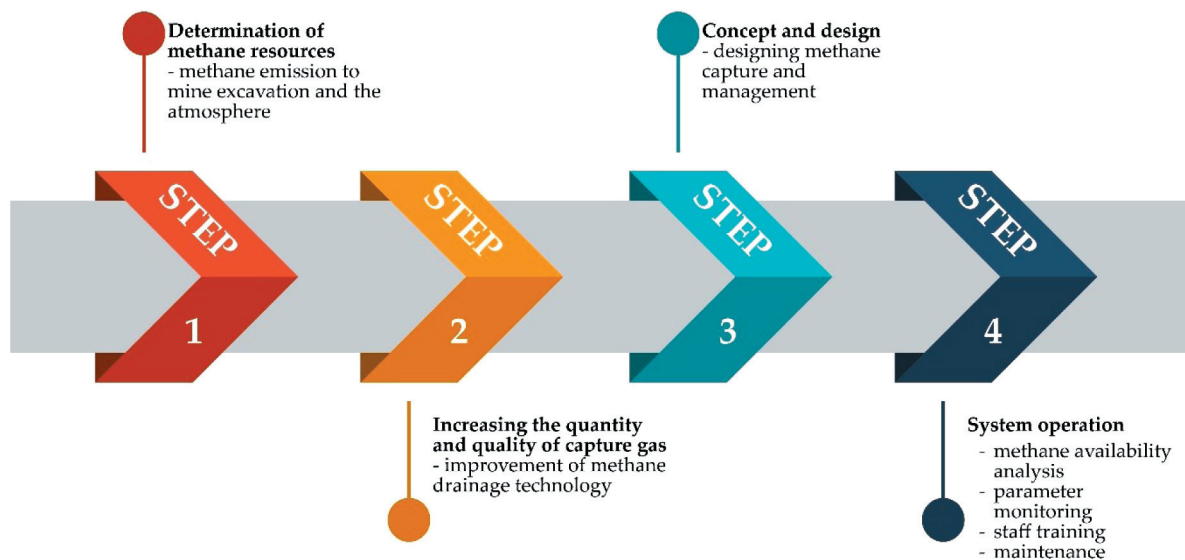 Determination of
methane resources
- methane emission to
mine excavation and the
atmosphere
Concept and design
- designing methane
capture and
management
STEP
1
STEP
2
STEP
3
STEP
4
Increasing the quantity
and quality of capture gas
- improvement of methane
drainage technology
System operation
- methane availability
analysis
- parameter
monitoring
- staff training
- maintenance